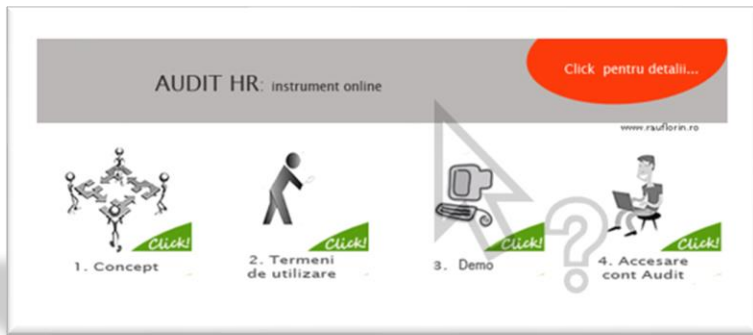 AUDIT HR: instrument online
Click pentru detalii...
www.rauflorin.ro
Click!
Click!
Click!
Click!
1. Concept
2. Termeni
de utilizare
3. Demo
4. Accesare
cont Audit